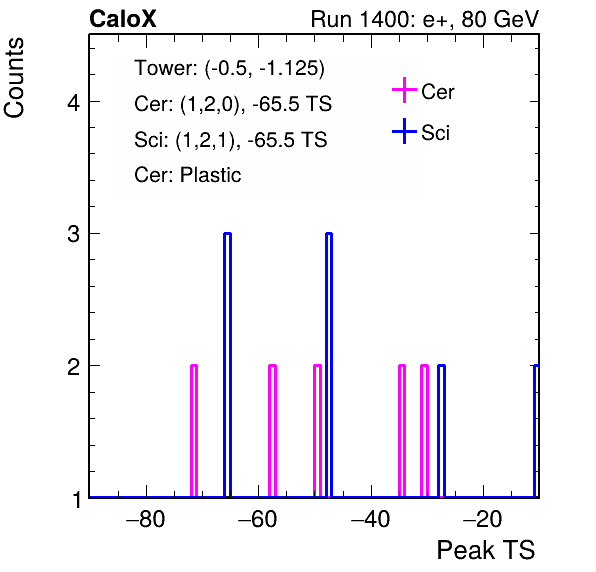 CaloX Run 1400: e+, 80 GeV
Counts
Tower: (-0.5, -1.125)
Cer: (1,2,0), -65.5 TS
Sci: (1,2,1), -65.5 TS
Cer: Plastic
Cer
Sci
4
3
2
1
−80 −60 −40 −20
Peak TS